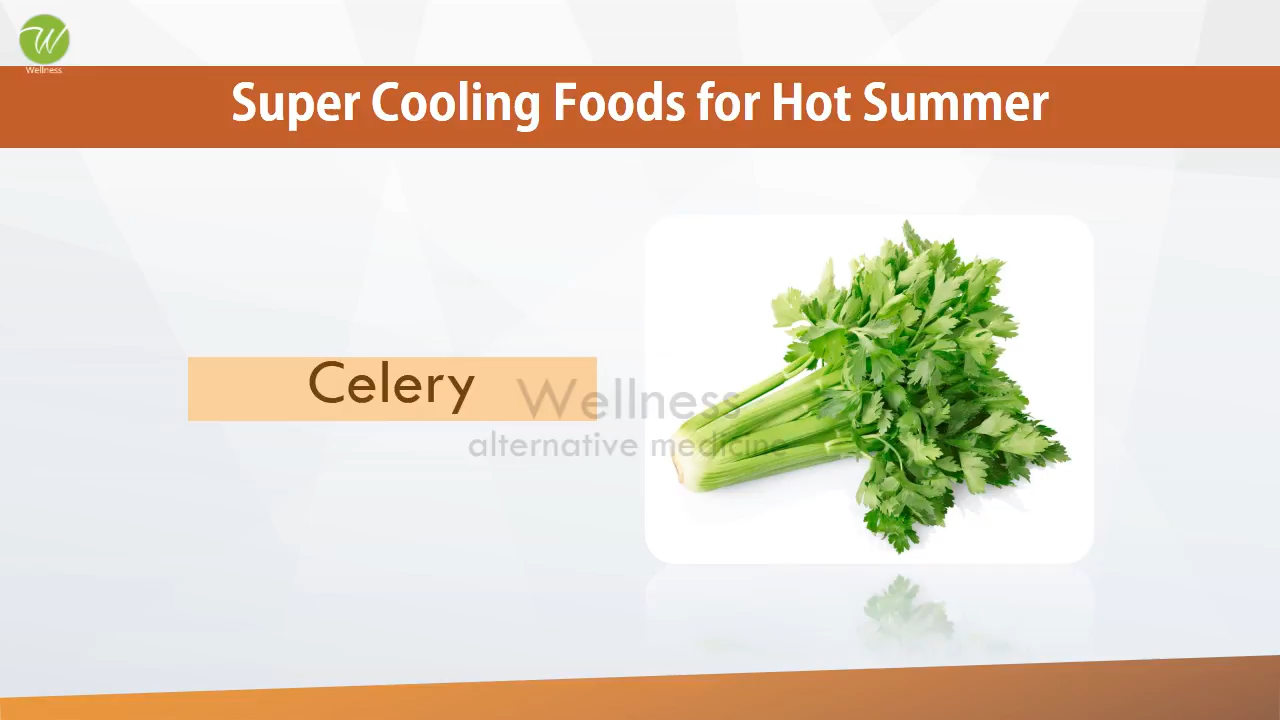 Wellness
Super Cooling Foods for Hot Summer
Celery
Wellness
alternative medicine